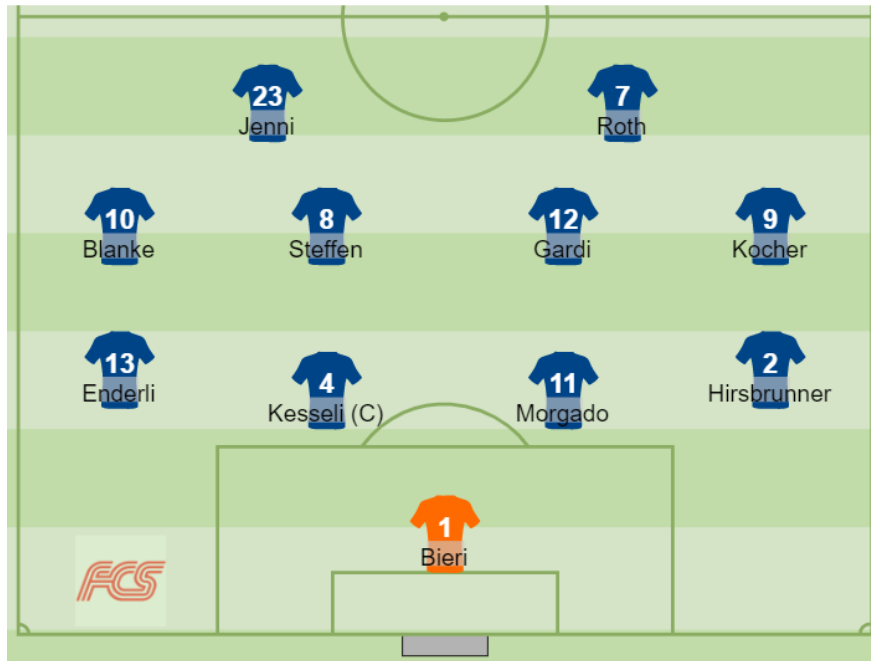 23
Jenni
7
Roth
10
Blanke
8
Steffen
12
Gardi
9
Kocher
13
Enderli
4
Kesseli (C)
11
Morgado
2
Hirsbrunner
1
Bieri
FCS